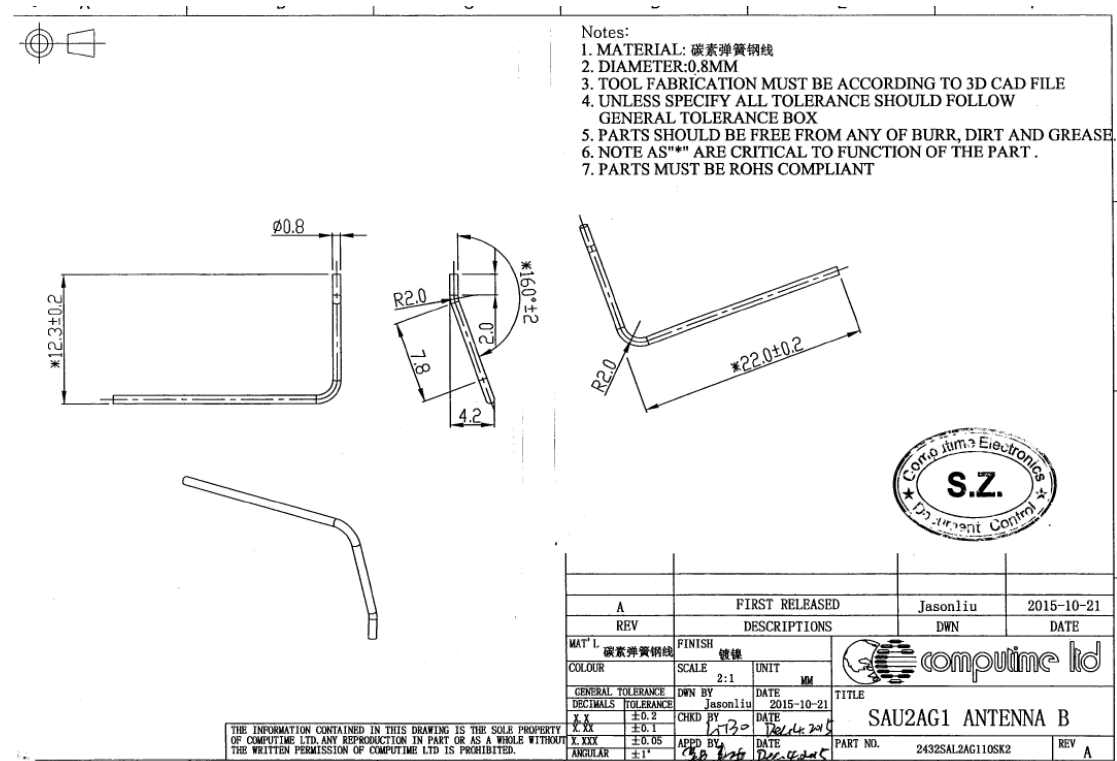 Notes:
1. MATERIAL: 碳素弹簧钢线
2. DIAMETER:0.8MM
3. TOOL FABRICATION MUST BE ACCORDING TO 3D CAD FILE
4. UNLESS SPECIFY ALL TOLERANCE SHOULD FOLLOW
GENERAL TOLERANCE BOX
5. PARTS SHOULD BE FREE FROM ANY OF BURR, DIRT AND GREASE.
6. NOTE AS"*" ARE CRITICAL TO FUNCTION OF THE PART .
7. PARTS MUST BE ROHS COMPLIANT
Ø0.8
*12.3±0.2
R2.0
*160°±2
2.0
7.8
4.2
R2.0
*22.0±0.2
Computime Electronics
S.Z.
Document Control
A FIRST RELEASED Jasonliu 2015-10-21
REV DESCRIPTIONS DWN DATE
MAT'L 碳素弹簧钢线
FINISH 镀镍
COLOUR
SCALE 2:1
UNIT MM
computime ltd
GENERAL TOLERANCE
DECIMALS TOLERANCE
X.X ±0.2
X.XX ±0.1
X.XXX ±0.05
ANGULAR ±1°
DWN BY Jasonliu
DATE 2015-10-21
CHKD BY
DATE Dec.4.2015
APPD BY
DATE Dec.4.2015
TITLE
SAU2AG1 ANTENNA B
PART NO. 2432SAL2AG110SK2
REV A
THE INFORMATION CONTAINED IN THIS DRAWING IS THE SOLE PROPERTY
OF COMPUTIME LTD. ANY REPRODUCTION IN PART OR AS A WHOLE WITHOUT
THE WRITTEN PERMISSION OF COMPUTIME LTD IS PROHIBITED.